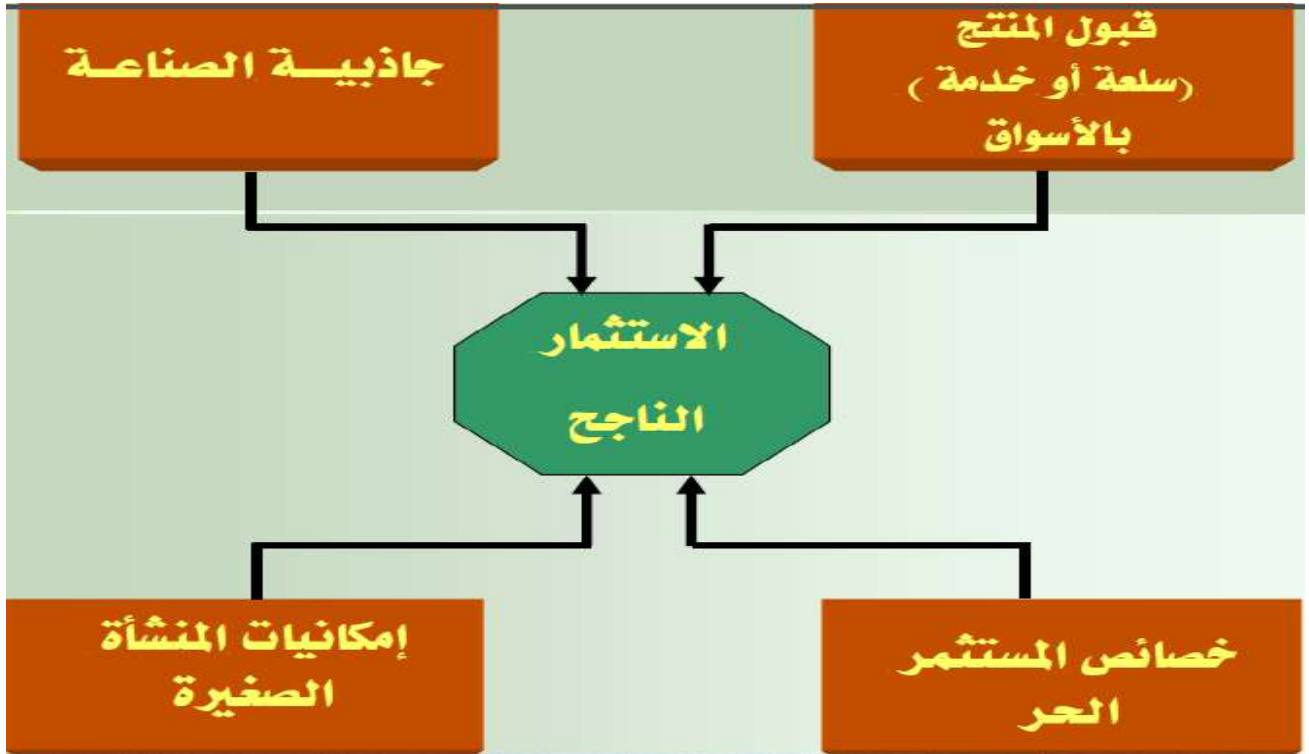 قبول المنتج
(سلعة أو خدمة)
بالأسواق
جاذبيـــة الصناعـة
الاستثمار
الناجح
خصائص المستثمر
الحر
إمكانيات المنشأة
الصغيرة